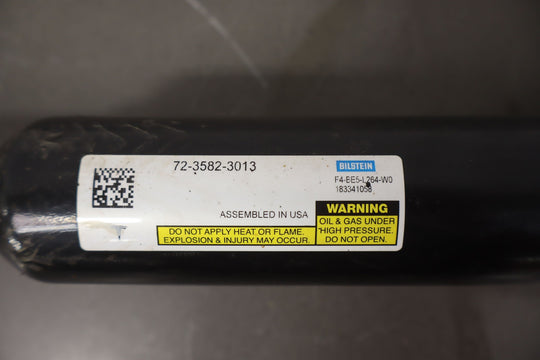 72-3582-3013
BILSTEIN
F4-BE5-L264-W0
183341058
ASSEMBLED IN USA
DO NOT APPLY HEAT OR FLAME.
EXPLOSION & INJURY MAY OCCUR.
WARNING
OIL & GAS UNDER
HIGH PRESSURE.
DO NOT OPEN.